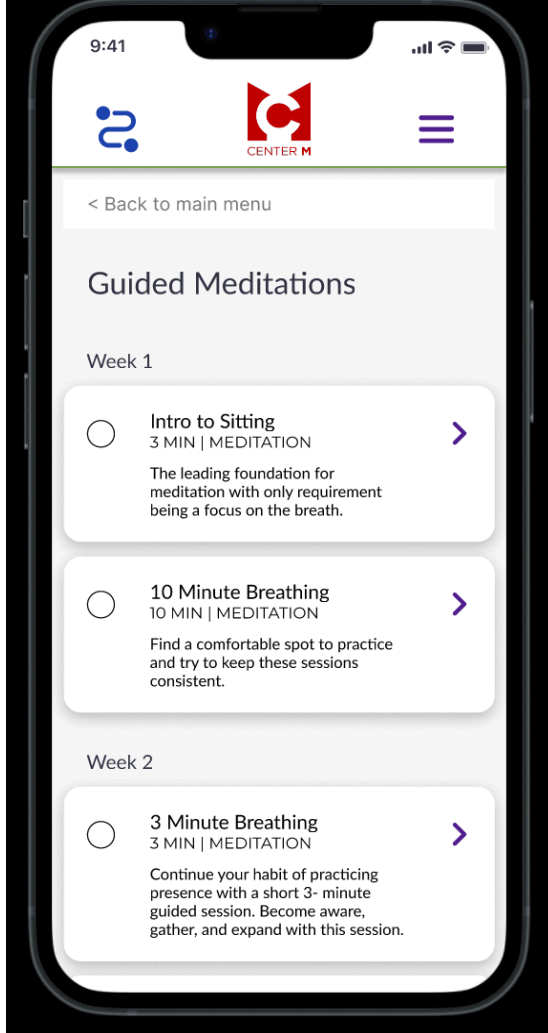 9:41
CENTER M
< Back to main menu
Guided Meditations
Week 1
Intro to Sitting
3 MIN | MEDITATION
The leading foundation for
meditation with only requirement
being a focus on the breath.
10 Minute Breathing
10 MIN | MEDITATION
Find a comfortable spot to practice
and try to keep these sessions
consistent.
Week 2
3 Minute Breathing
3 MIN | MEDITATION
Continue your habit of practicing
presence with a short 3- minute
guided session. Become aware,
gather, and expand with this session.